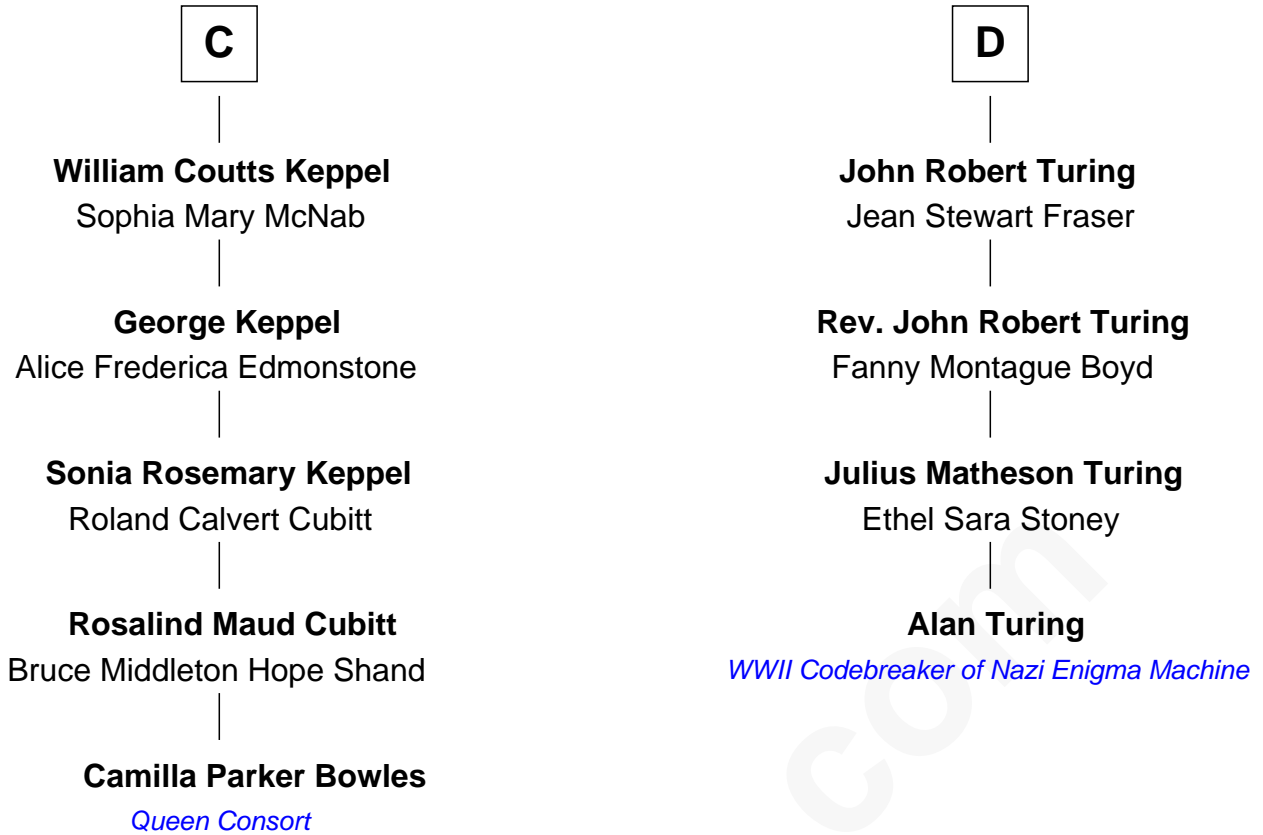 C
William Coutts Keppel
Sophia Mary McNab
George Keppel
Alice Frederica Edmonstone
Sonia Rosemary Keppel
Roland Calvert Cubitt
Rosalind Maud Cubitt
Bruce Middleton Hope Shand
Camilla Parker Bowles
Queen Consort
D
John Robert Turing
Jean Stewart Fraser
Rev. John Robert Turing
Fanny Montague Boyd
Julius Matheson Turing
Ethel Sara Stoney
Alan Turing
WWII Codebreaker of Nazi Enigma Machine
com